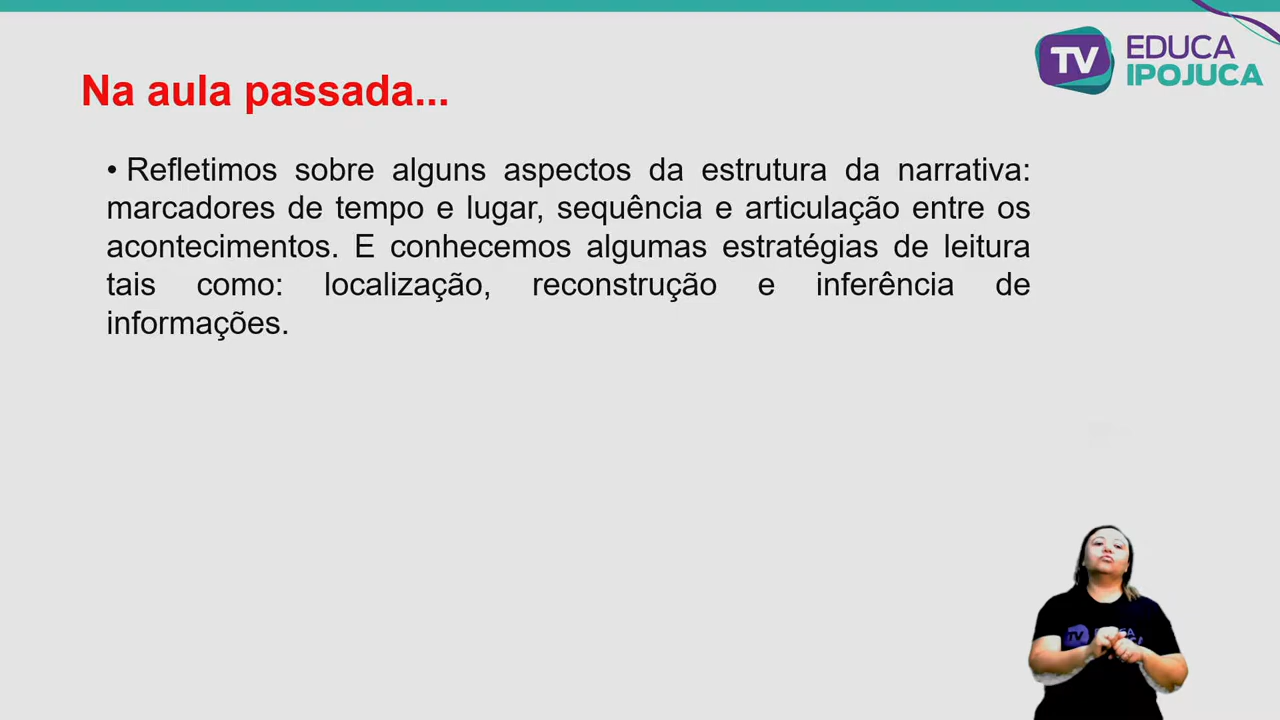 TV EDUCA
IPOJUCA
Na aula passada...
• Refletimos sobre alguns aspectos da estrutura da narrativa:
marcadores de tempo e lugar, sequência e articulação entre os
acontecimentos. E conhecemos algumas estratégias de leitura
tais como: localização, reconstrução e inferência de
informações.
TV